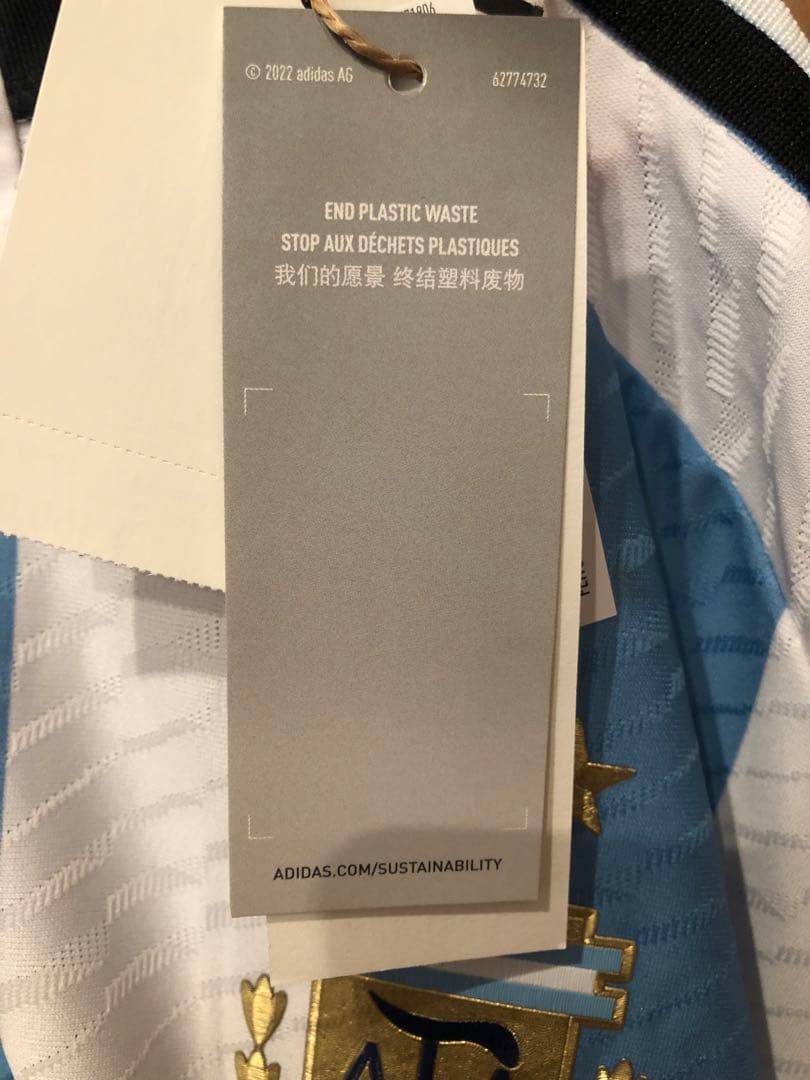 © 2022 adidas AG
62774732
END PLASTIC WASTE
STOP AUX DÉCHETS PLASTIQUES
我们的愿景 终结塑料废物
ADIDAS.COM/SUSTAINABILITY